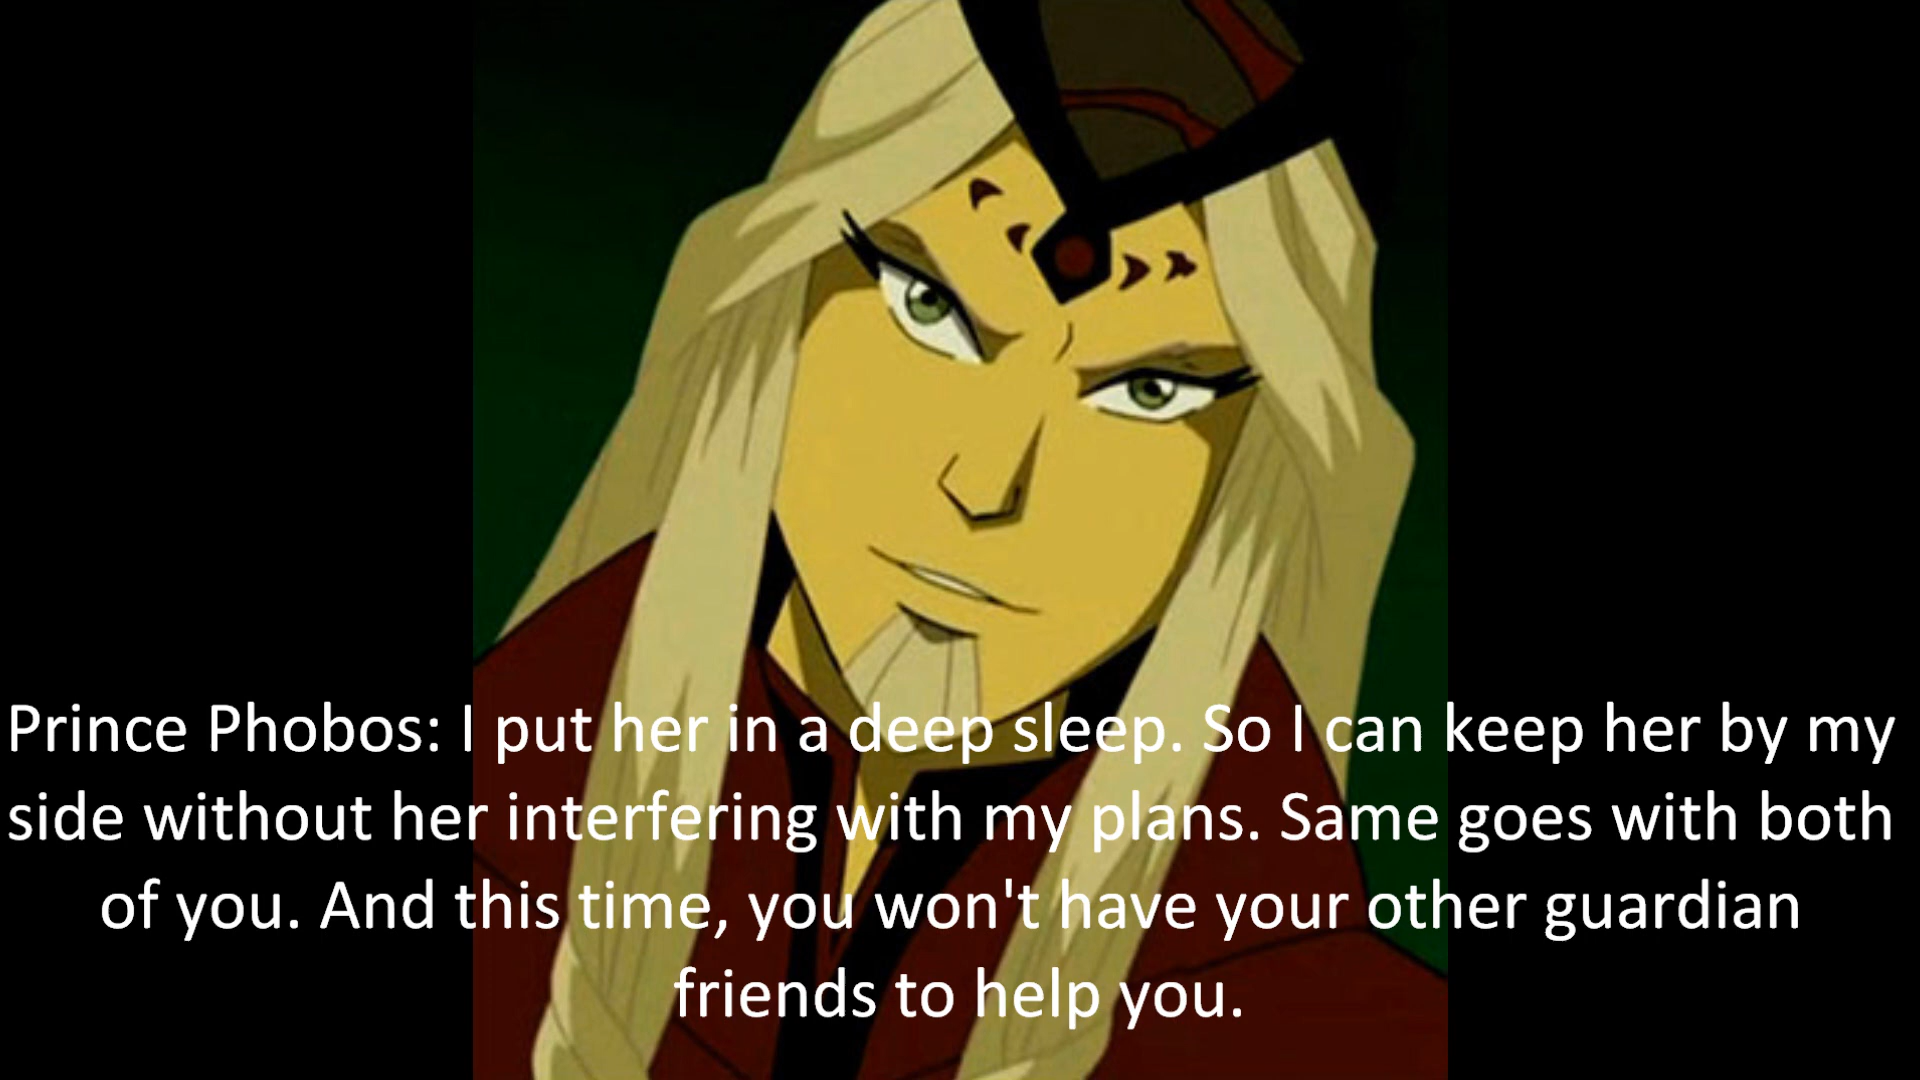 Prince Phobos: I put her in a deep sleep. So I can keep her by my
side without her interfering with my plans. Same goes with both
of you. And this time, you won't have your other guardian
friends to help you.